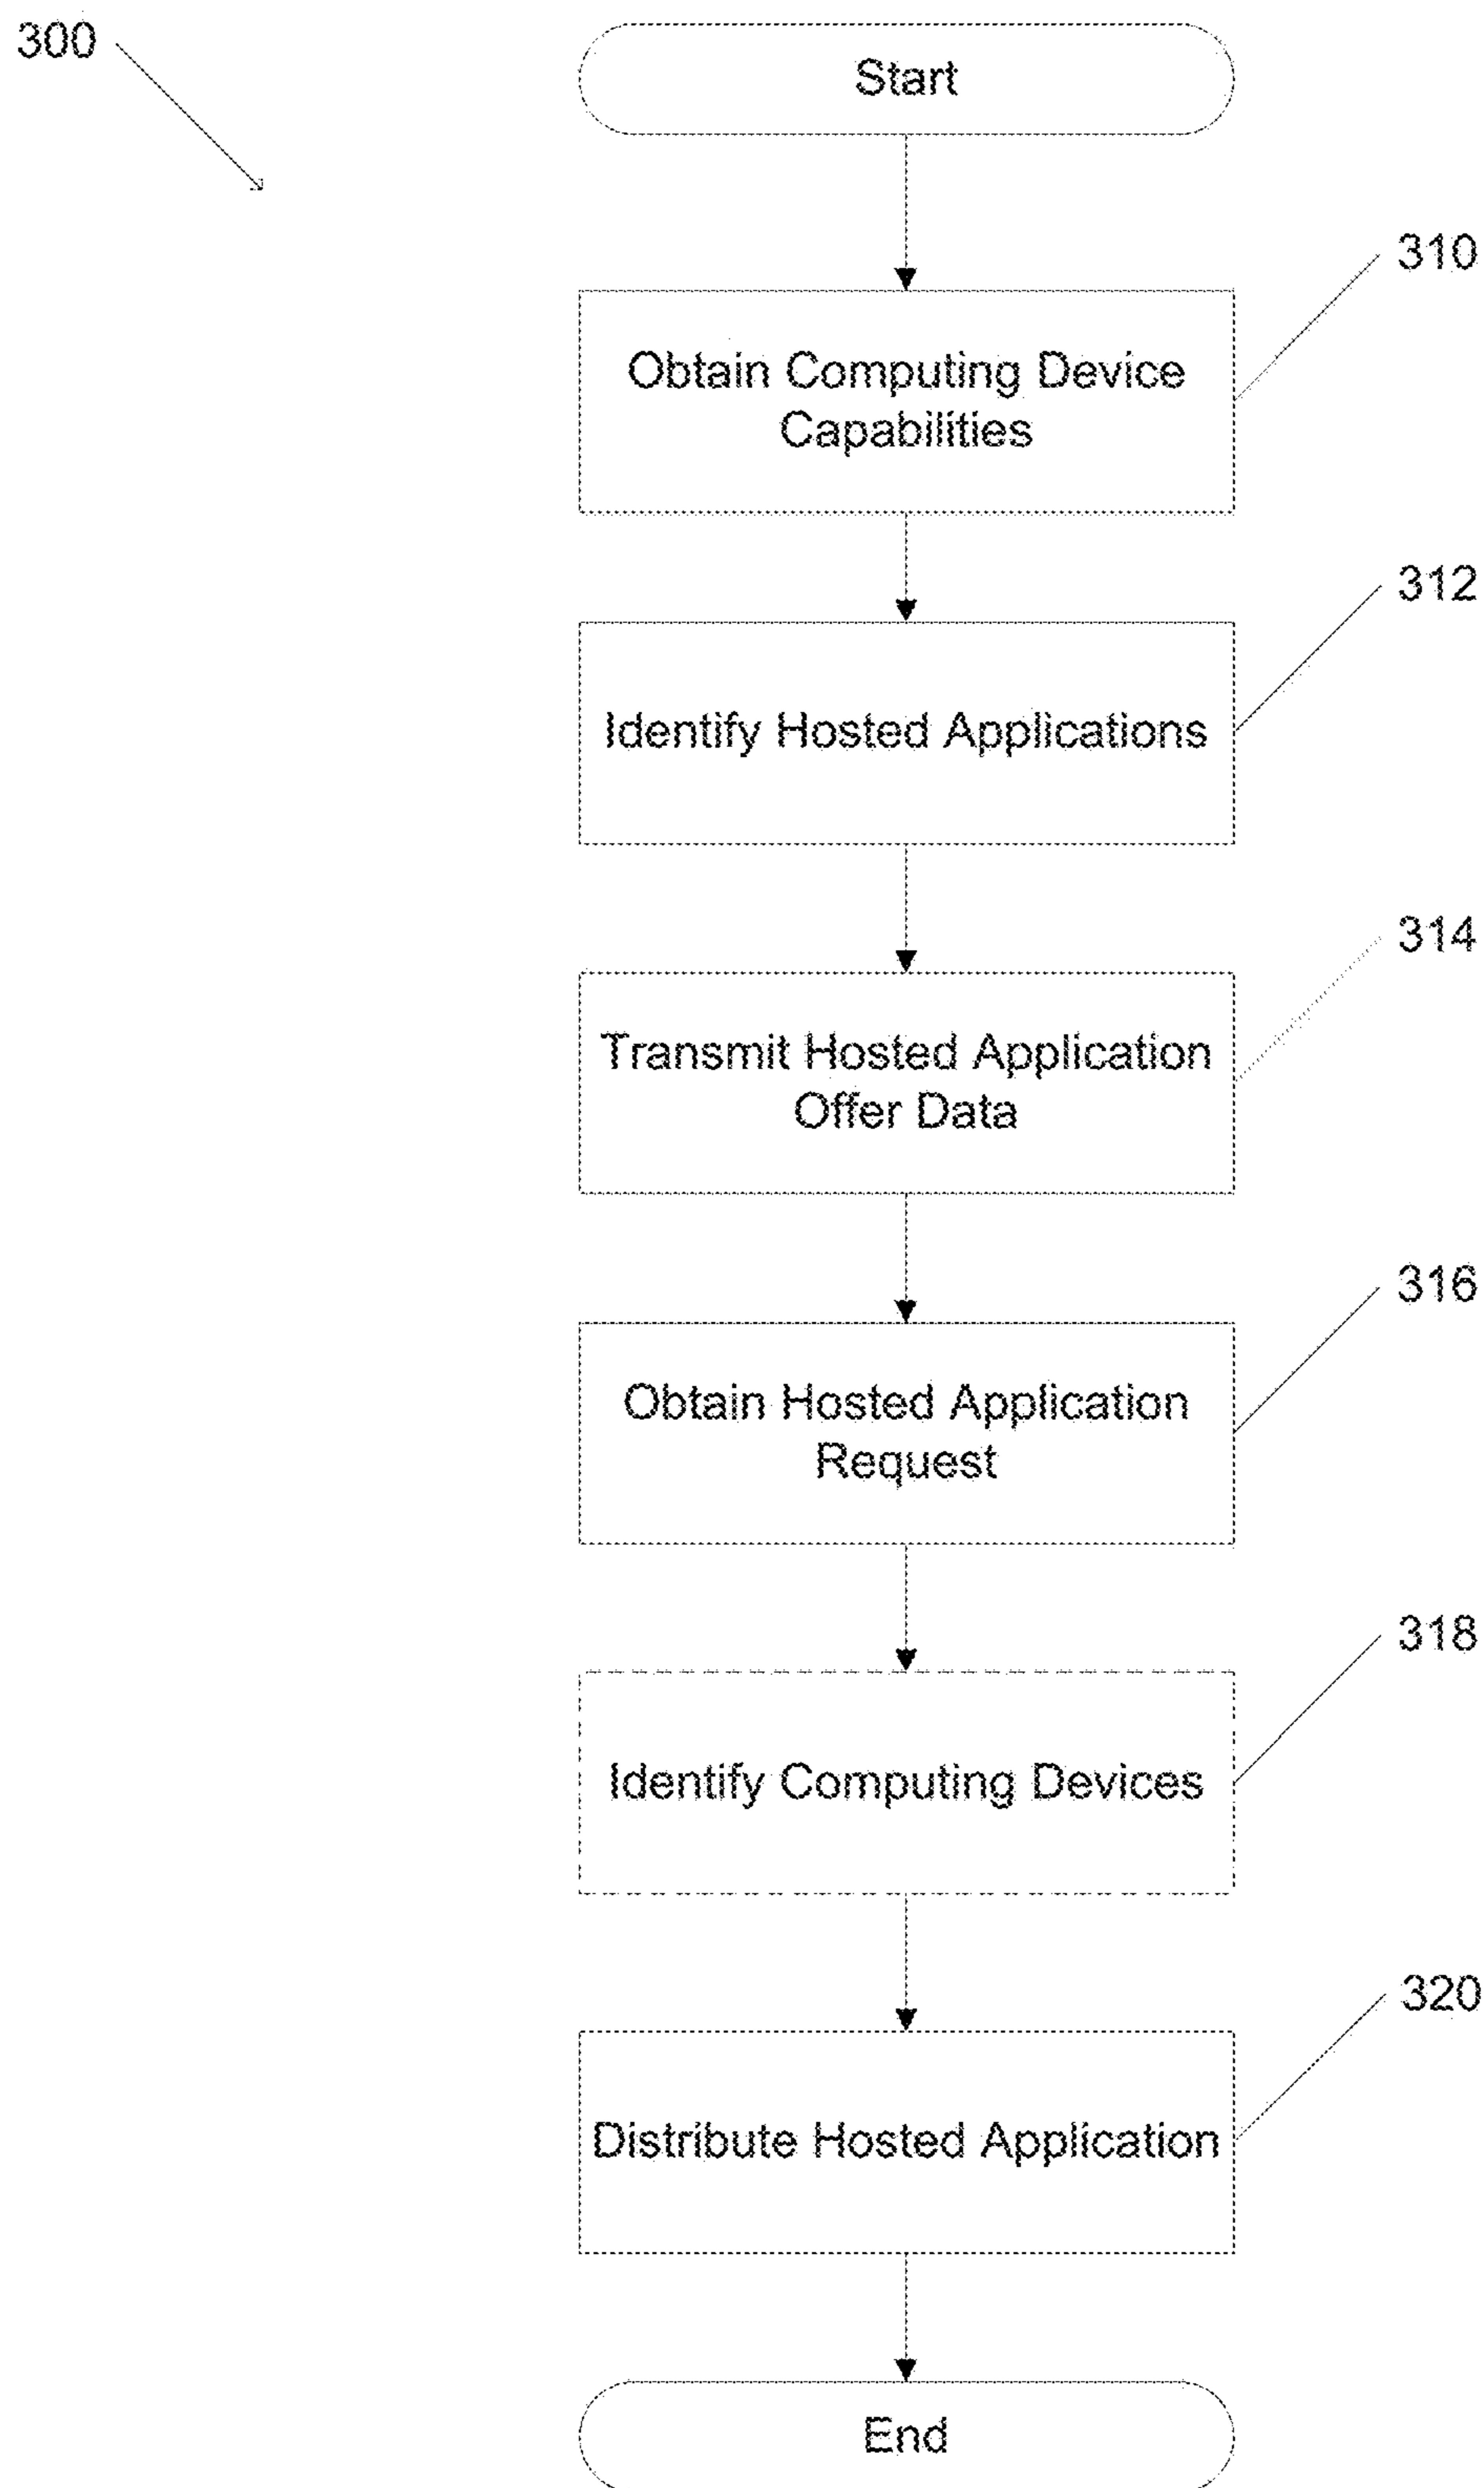 300
Start
310
Obtain Computing Device
Capabilities
312
Identify Hosted Applications
314
Transmit Hosted Application
Offer Data
316
Obtain Hosted Application
Request
318
Identify Computing Devices
320
Distribute Hosted Application
End